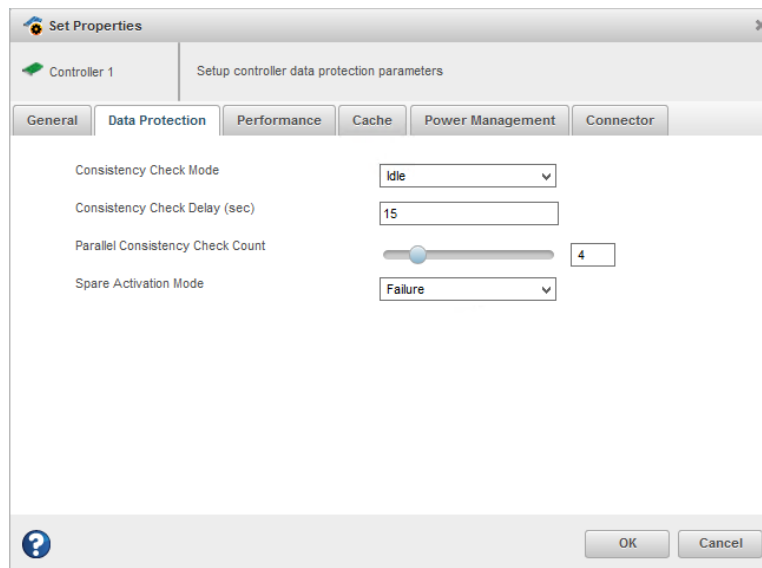 Set Properties
Controller 1
Setup controller data protection parameters
General Data Protection Performance Cache Power Management Connector
Consistency Check Mode Idle
Consistency Check Delay (sec) 15
Parallel Consistency Check Count 4
Spare Activation Mode Failure
? OK Cancel